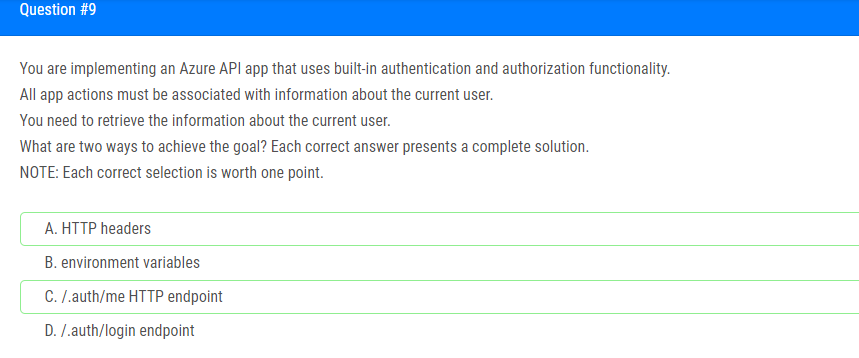 Question #9
You are implementing an Azure API app that uses built-in authentication and authorization functionality.
All app actions must be associated with information about the current user.
You need to retrieve the information about the current user.
What are two ways to achieve the goal? Each correct answer presents a complete solution.
NOTE: Each correct selection is worth one point.
A. HTTP headers
B. environment variables
C. /.auth/me HTTP endpoint
D. /.auth/login endpoint